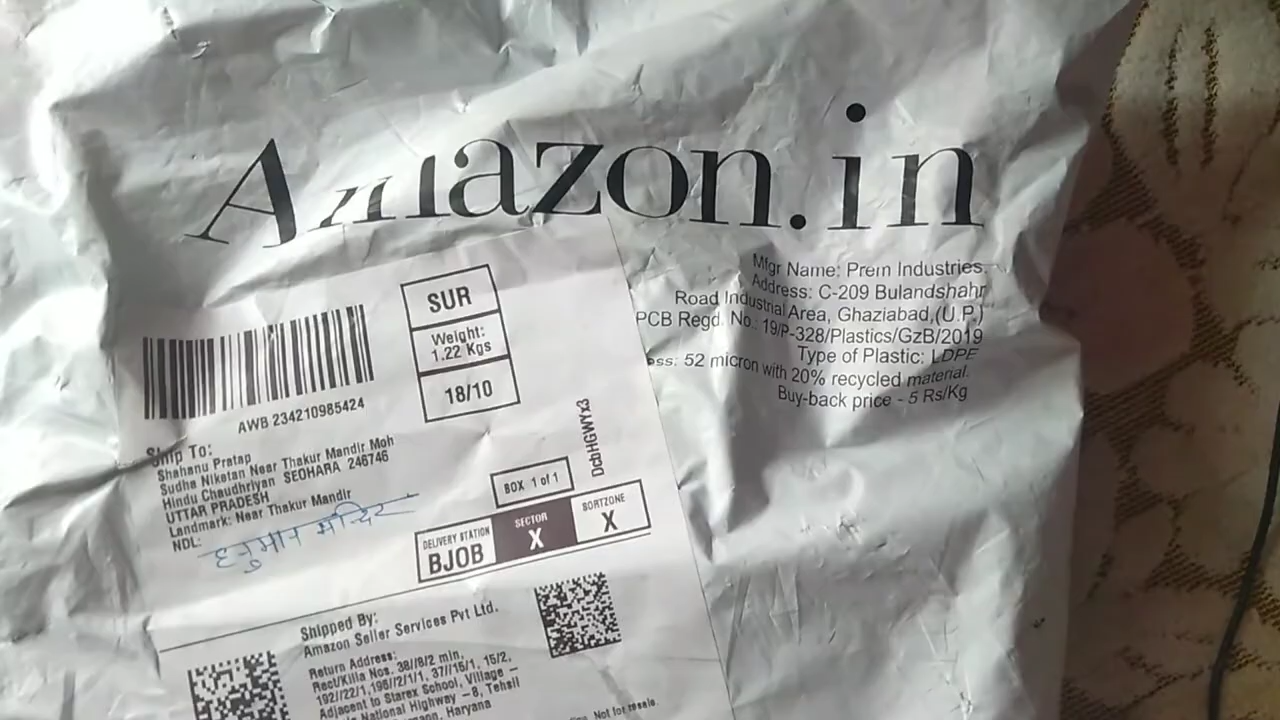 Amazon.in
Mfgr Name: Prem Industries.
Address: C-209 Bulandshahr
Road Industrial Area, Ghaziabad,(U.P.)
PCB Regd. No.: 19/P-328/Plastics/GzB/2019
Type of Plastic: LDPE
52 micron with 20% recycled material.
Buy-back price - 5 Rs/Kg
SUR
Weight:
1.22 Kgs
18/10
AWB 234210985424
Ship To:
Shahanu Pratap
Sudha Niketan Near Thakur Mandir Moh
Hindu Chaudhriyan SEOHARA 246746
UTTAR PRADESH
Landmark: Near Thakur Mandir
NDL:
हनुमान मन्दिर
DcbHGWYx3
BOX 1 of 1
DELIVERY STATION
BJOB
SECTOR
X
SORTZONE
X
Shipped By:
Amazon Seller Services Pvt Ltd.
Return Address:
Rect/Killa Nos. 38//8/2 min,
192//22/1,196//2/1/1, 37//15/1, 15/2,
Adjacent to Starex School, Village –
National Highway –8, Tehsil
Haryana
Not for resale.